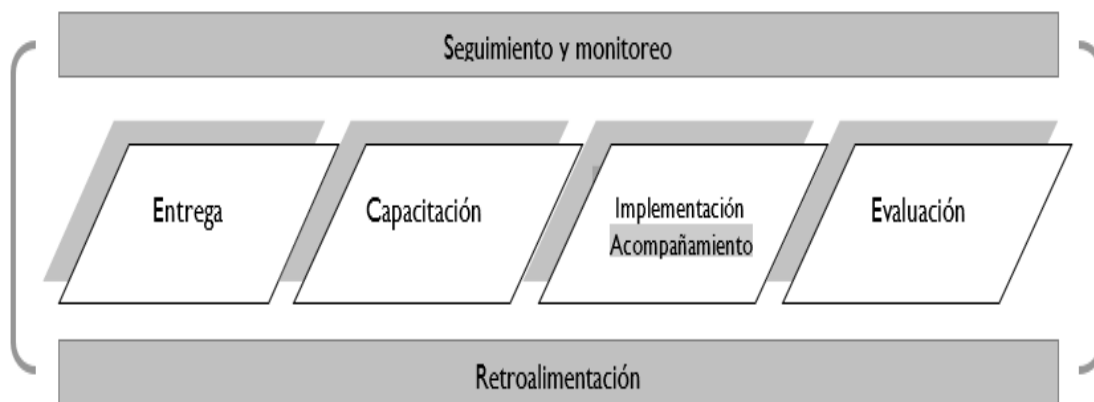 Seguimiento y monitoreo
Entrega
Capacitación
Implementación
Acompañamiento
Evaluación
Retroalimentación